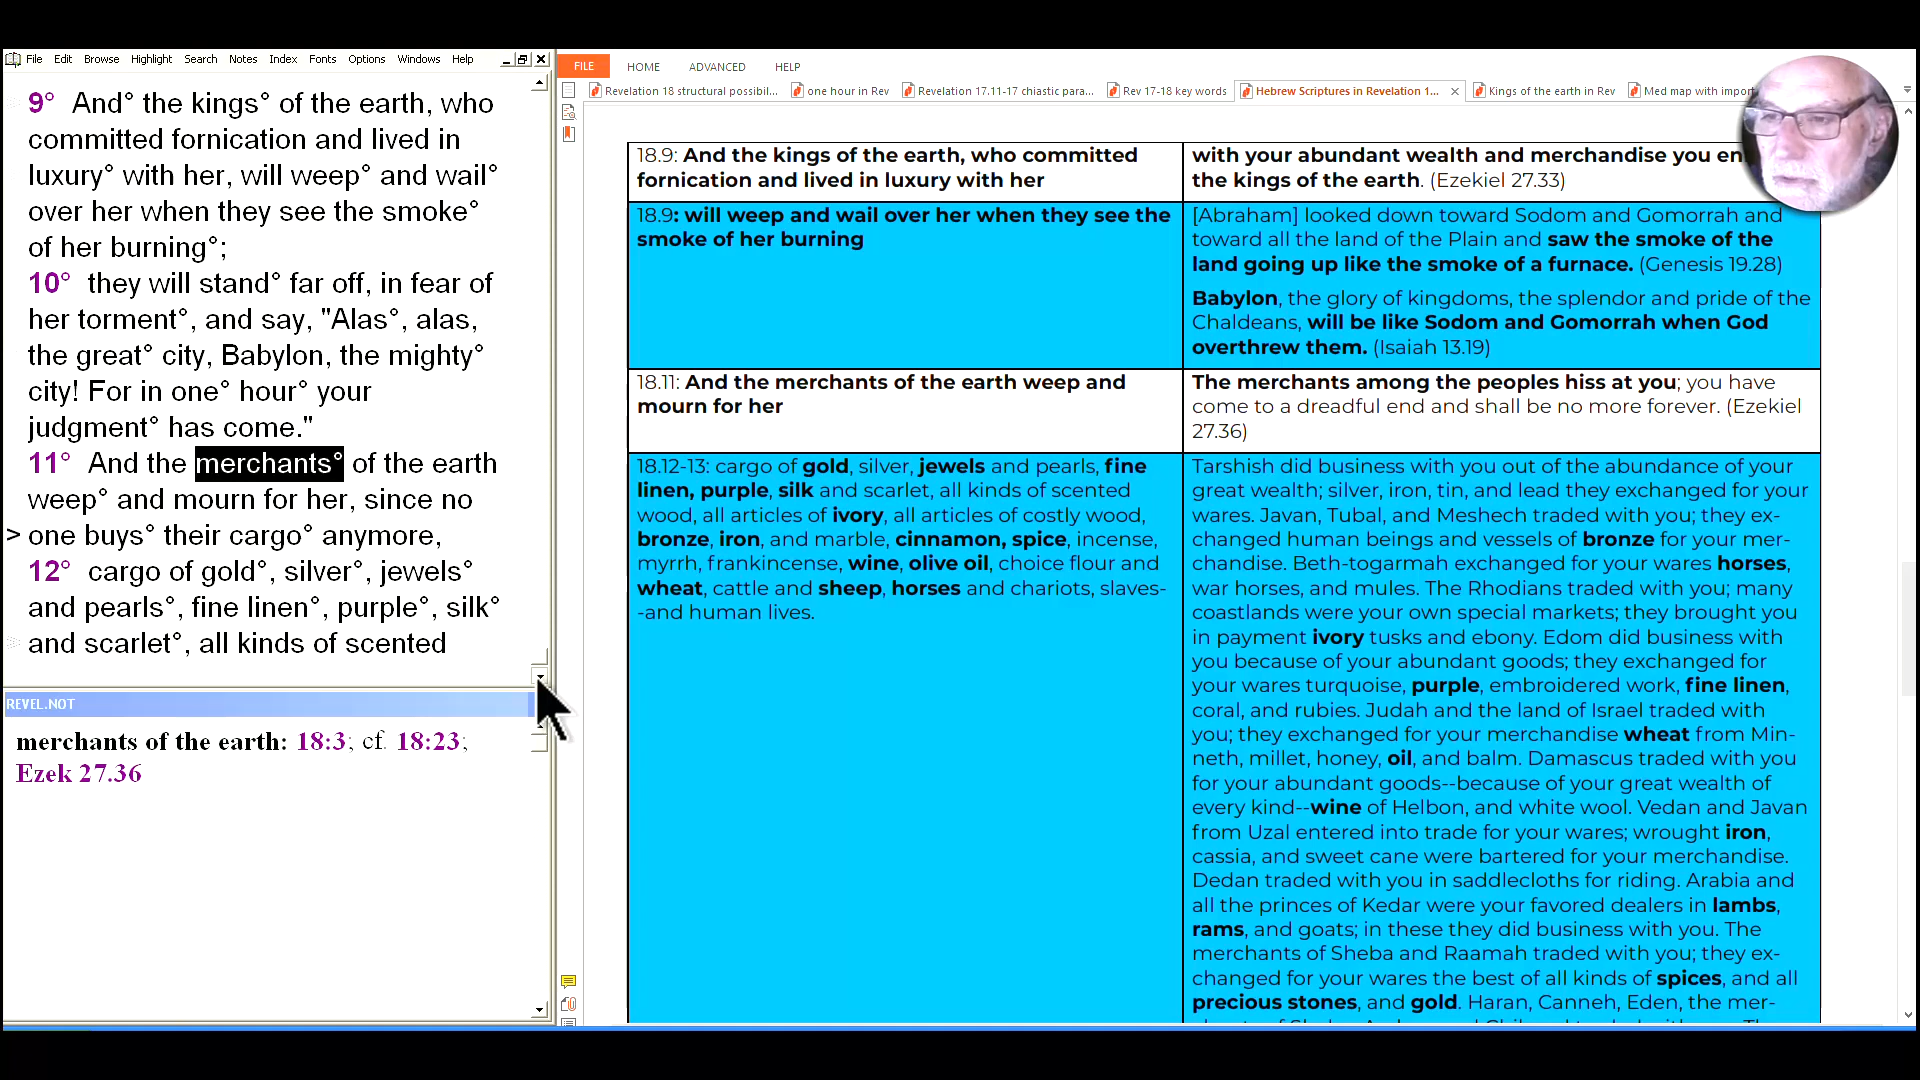 File Edit Browse Highlight Search Notes Index Fonts Options Windows Help
9° And° the kings° of the earth, who
committed fornication and lived in
luxury° with her, will weep° and wail°
over her when they see the smoke°
of her burning°;
10° they will stand° far off, in fear of
her torment°, and say, "Alas°, alas,
the great° city, Babylon, the mighty°
city! For in one° hour° your
judgment° has come."
11° And the merchants° of the earth
weep° and mourn for her, since no
> one buys° their cargo° anymore,
12° cargo of gold°, silver°, jewels°
and pearls°, fine linen°, purple°, silk°
and scarlet°, all kinds of scented
REVEL.NOT
merchants of the earth: 18:3; cf. 18:23;
Ezek 27.36
FILE HOME ADVANCED HELP
Revelation 18 structural possibil... one hour in Rev Revelation 17.11-17 chiastic para... Rev 17-18 key words Hebrew Scriptures in Revelation 1... Kings of the earth in Rev Med map with impor
18.9: And the kings of the earth, who committed
fornication and lived in luxury with her
with your abundant wealth and merchandise you en
the kings of the earth. (Ezekiel 27.33)
18.9: will weep and wail over her when they see the
smoke of her burning
[Abraham] looked down toward Sodom and Gomorrah and
toward all the land of the Plain and saw the smoke of the
land going up like the smoke of a furnace. (Genesis 19.28)
Babylon, the glory of kingdoms, the splendor and pride of the
Chaldeans, will be like Sodom and Gomorrah when God
overthrew them. (Isaiah 13.19)
18.11: And the merchants of the earth weep and
mourn for her
The merchants among the peoples hiss at you; you have
come to a dreadful end and shall be no more forever. (Ezekiel
27.36)
18.12-13: cargo of gold, silver, jewels and pearls, fine
linen, purple, silk and scarlet, all kinds of scented
wood, all articles of ivory, all articles of costly wood,
bronze, iron, and marble, cinnamon, spice, incense,
myrrh, frankincense, wine, olive oil, choice flour and
wheat, cattle and sheep, horses and chariots, slaves-
-and human lives.
Tarshish did business with you out of the abundance of your
great wealth; silver, iron, tin, and lead they exchanged for your
wares. Javan, Tubal, and Meshech traded with you; they ex-
changed human beings and vessels of bronze for your mer-
chandise. Beth-togarmah exchanged for your wares horses,
war horses, and mules. The Rhodians traded with you; many
coastlands were your own special markets; they brought you
in payment ivory tusks and ebony. Edom did business with
you because of your abundant goods; they exchanged for
your wares turquoise, purple, embroidered work, fine linen,
coral, and rubies. Judah and the land of Israel traded with
you; they exchanged for your merchandise wheat from Min-
neth, millet, honey, oil, and balm. Damascus traded with you
for your abundant goods--because of your great wealth of
every kind--wine of Helbon, and white wool. Vedan and Javan
from Uzal entered into trade for your wares; wrought iron,
cassia, and sweet cane were bartered for your merchandise.
Dedan traded with you in saddlecloths for riding. Arabia and
all the princes of Kedar were your favored dealers in lambs,
rams, and goats; in these they did business with you. The
merchants of Sheba and Raamah traded with you; they ex-
changed for your wares the best of all kinds of spices, and all
precious stones, and gold. Haran, Canneh, Eden, the mer-